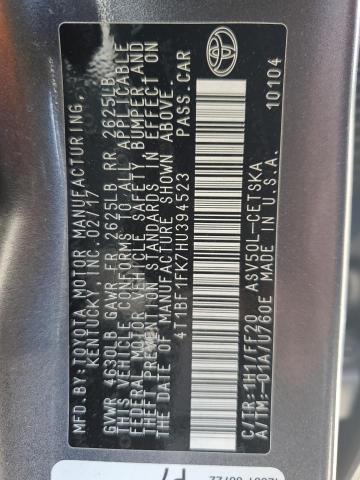 MFD. BY: TOYOTA MOTOR MANUFACTURING,
KENTUCKY, INC. 02/17
GVWR 4630LB GAWR FR 2625LB RR 2625LB
THIS VEHICLE CONFORMS TO ALL APPLICABLE
FEDERAL MOTOR VEHICLE SAFETY, BUMPER AND
THEFT PREVENTION STANDARDS IN EFFECT ON
THE DATE OF MANUFACTURE SHOWN ABOVE.
4T1BF1FK7HU394523 PASS. CAR
TOYOTA
C/TR: 1H1/FF20 ASV50L-CETSKA
A/TM: -01A/U760E MADE IN U.S.A.
10104